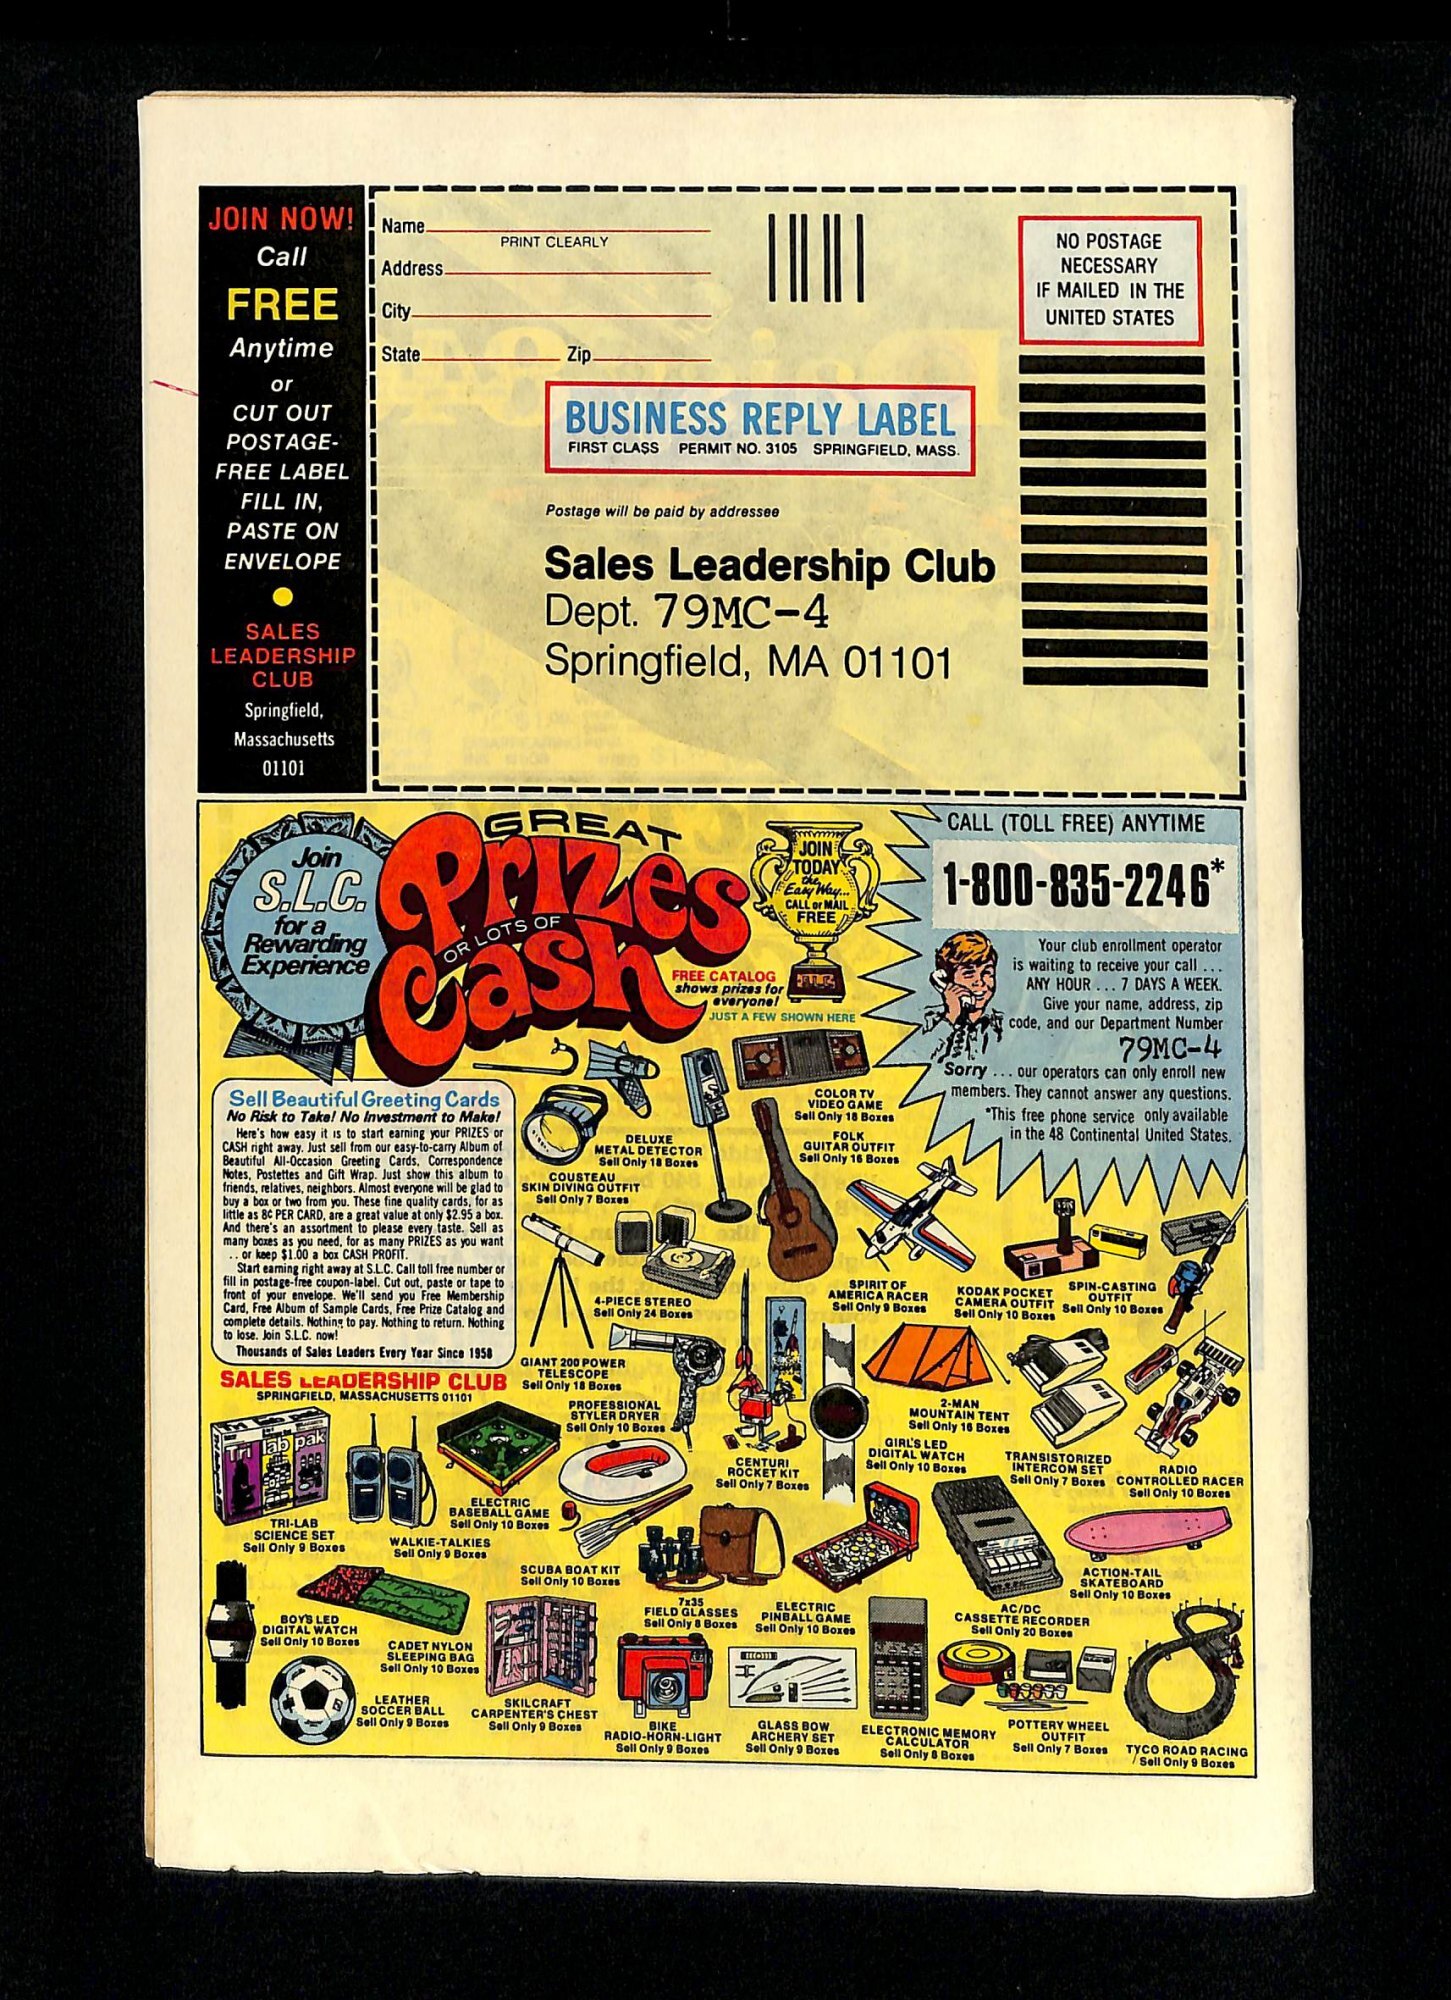 JOIN NOW!
Call
FREE
Anytime
or
CUT OUT
POSTAGE-
FREE LABEL
FILL IN,
PASTE ON
ENVELOPE
SALES
LEADERSHIP
CLUB
Springfield,
Massachusetts
01101
Name
PRINT CLEARLY
Address
City
State Zip
NO POSTAGE
NECESSARY
IF MAILED IN THE
UNITED STATES
BUSINESS REPLY LABEL
FIRST CLASS PERMIT NO. 3105 SPRINGFIELD, MASS.
Postage will be paid by addressee
Sales Leadership Club
Dept. 79MC-4
Springfield, MA 01101
Join
S.L.C.
for a
Rewarding
Experience
GREAT
Prizes
OR LOTS OF
Cash
JOIN
TODAY
the
Easy Way...
CALL or MAIL
FREE
SLC
FREE CATALOG
shows prizes for
everyone!
JUST A FEW SHOWN HERE
CALL (TOLL FREE) ANYTIME
1-800-835-2246*
Your club enrollment operator
is waiting to receive your call ...
ANY HOUR ... 7 DAYS A WEEK.
Give your name, address, zip
code, and our Department Number
79MC-4
Sorry ... our operators can only enroll new
members. They cannot answer any questions.
*This free phone service only available
in the 48 Continental United States.
Sell Beautiful Greeting Cards
No Risk to Take! No Investment to Make!
Here's how easy it is to start earning your PRIZES or
CASH right away. Just sell from our easy-to-carry Album of
Beautiful All-Occasion Greeting Cards, Correspondence
Notes, Postettes and Gift Wrap. Just show this album to
friends, relatives, neighbors. Almost everyone will be glad to
buy a box or two from you. These fine quality cards, for as
little as 8¢ PER CARD, are a great value at only $2.95 a box.
And there's an assortment to please every taste. Sell as
many boxes as you need, for as many PRIZES as you want
.. or keep $1.00 a box CASH PROFIT.
Start earning right away at S.L.C. Call toll free number or
fill in postage-free coupon-label. Cut out, paste or tape to
front of your envelope. We'll send you Free Membership
Card, Free Album of Sample Cards, Free Prize Catalog and
complete details. Nothing to pay. Nothing to return. Nothing
to lose. Join S.L.C. now!
Thousands of Sales Leaders Every Year Since 1958
SALES LEADERSHIP CLUB
SPRINGFIELD, MASSACHUSETTS 01101
COLOR TV
VIDEO GAME
Sell Only 18 Boxes
DELUXE
METAL DETECTOR
Sell Only 18 Boxes
FOLK
GUITAR OUTFIT
Sell Only 16 Boxes
COUSTEAU
SKIN DIVING OUTFIT
Sell Only 7 Boxes
4-PIECE STEREO
Sell Only 24 Boxes
SPIRIT OF
AMERICA RACER
Sell Only 9 Boxes
KODAK POCKET
CAMERA OUTFIT
Sell Only 10 Boxes
SPIN-CASTING
OUTFIT
Sell Only 10 Boxes
GIANT 200 POWER
TELESCOPE
Sell Only 18 Boxes
PROFESSIONAL
STYLER DRYER
Sell Only 10 Boxes
CENTURI
ROCKET KIT
Sell Only 7 Boxes
2-MAN
MOUNTAIN TENT
Sell Only 16 Boxes
GIRL'S LED
DIGITAL WATCH
Sell Only 10 Boxes
TRANSISTORIZED
INTERCOM SET
Sell Only 7 Boxes
RADIO
CONTROLLED RACER
Sell Only 10 Boxes
Tri lab pak
TRI-LAB
SCIENCE SET
Sell Only 9 Boxes
WALKIE-TALKIES
Sell Only 9 Boxes
ELECTRIC
BASEBALL GAME
Sell Only 10 Boxes
SCUBA BOAT KIT
Sell Only 10 Boxes
7x35
FIELD GLASSES
Sell Only 8 Boxes
ELECTRIC
PINBALL GAME
Sell Only 10 Boxes
AC/DC
CASSETTE RECORDER
Sell Only 20 Boxes
ACTION-TAIL
SKATEBOARD
Sell Only 10 Boxes
BOY'S LED
DIGITAL WATCH
Sell Only 10 Boxes
CADET NYLON
SLEEPING BAG
Sell Only 10 Boxes
LEATHER
SOCCER BALL
Sell Only 9 Boxes
SKILCRAFT
CARPENTER'S CHEST
Sell Only 9 Boxes
BIKE
RADIO-HORN-LIGHT
Sell Only 9 Boxes
GLASS BOW
ARCHERY SET
Sell Only 9 Boxes
ELECTRONIC MEMORY
CALCULATOR
Sell Only 8 Boxes
POTTERY WHEEL
OUTFIT
Sell Only 7 Boxes
TYCO ROAD RACING
Sell Only 9 Boxes